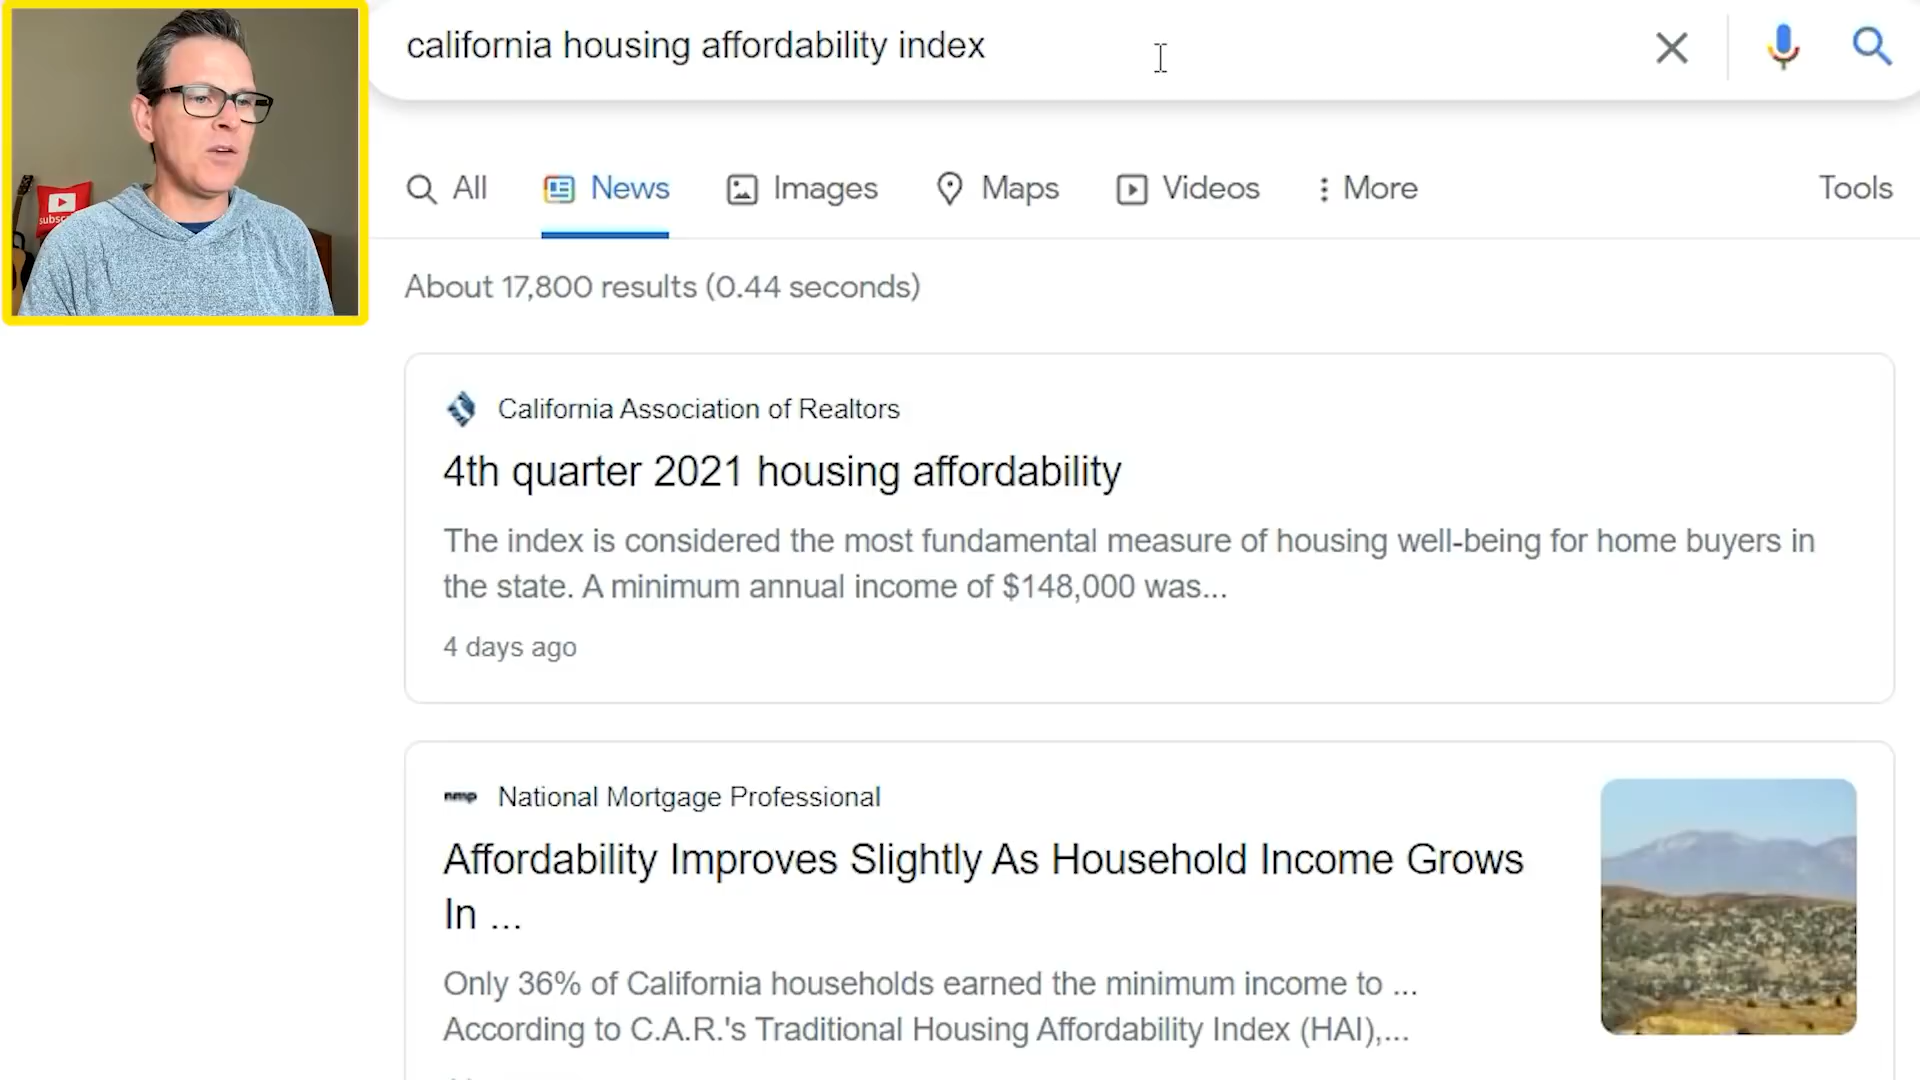 california housing affordability index
All
News
Images
Maps
Videos
More
Tools
About 17,800 results (0.44 seconds)
California Association of Realtors
4th quarter 2021 housing affordability
The index is considered the most fundamental measure of housing well-being for home buyers in
the state. A minimum annual income of $148,000 was...
4 days ago
nmp National Mortgage Professional
Affordability Improves Slightly As Household Income Grows
In ...
Only 36% of California households earned the minimum income to ...
According to C.A.R.'s Traditional Housing Affordability Index (HAI),...